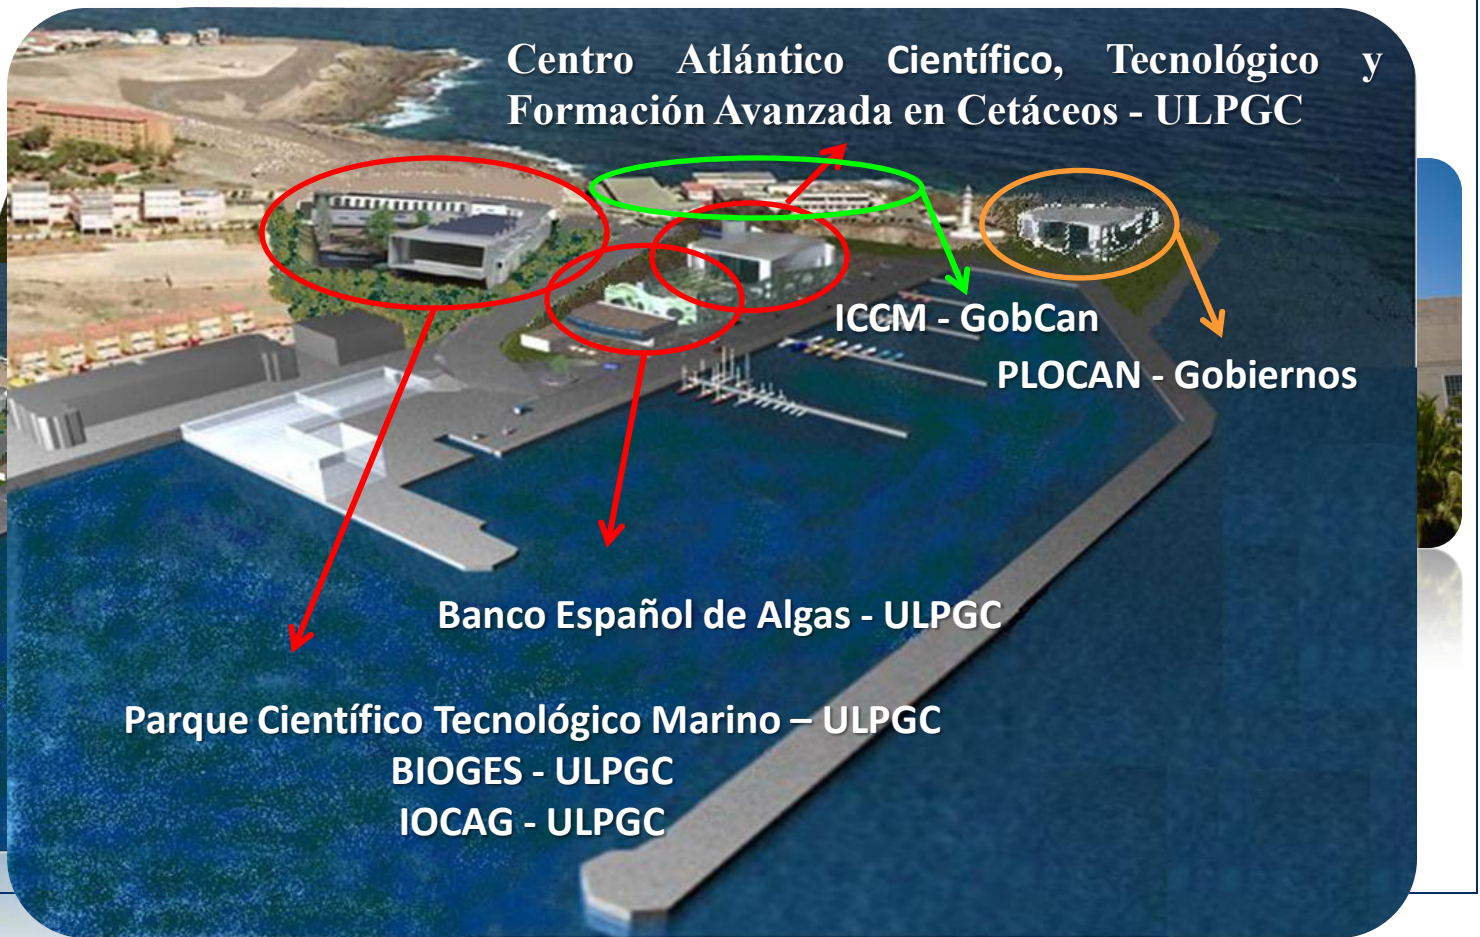 Centro Atlántico Científico, Tecnológico y
Formación Avanzada en Cetáceos - ULPGC
ICCM - GobCan
PLOCAN - Gobiernos
Banco Español de Algas - ULPGC
Parque Científico Tecnológico Marino – ULPGC
BIOGES - ULPGC
IOCAG - ULPGC